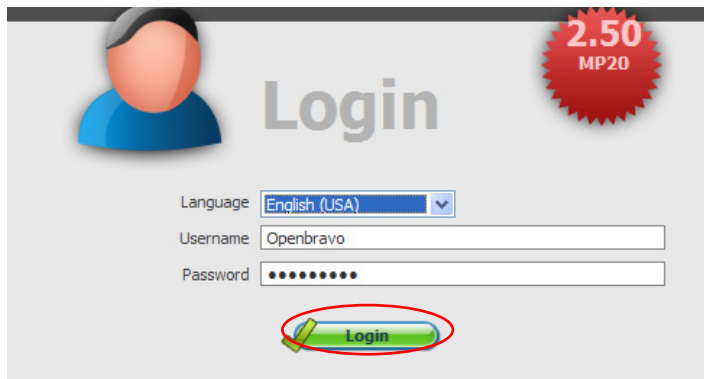 2.50
MP20
Login
Language English (USA)
Username Openbravo
Password •••••••••
Login